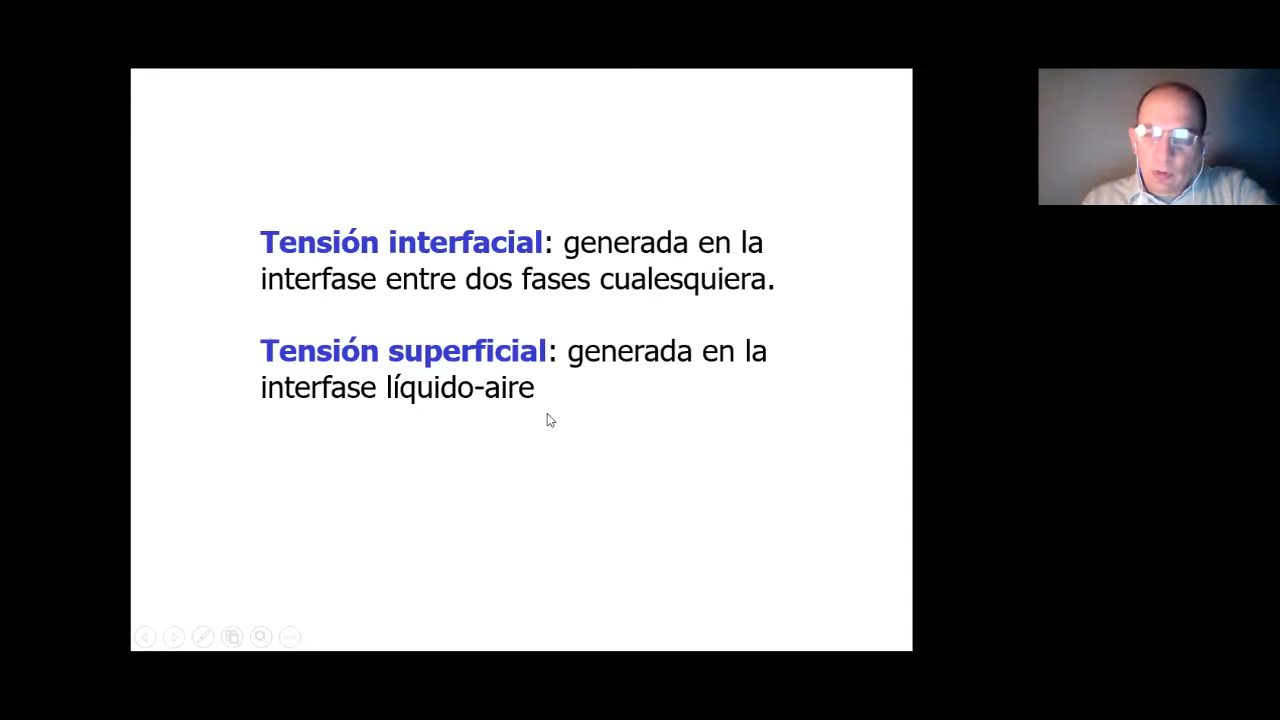 Tensión interfacial: generada en la
interfase entre dos fases cualesquiera.
Tensión superficial: generada en la
interfase líquido-aire